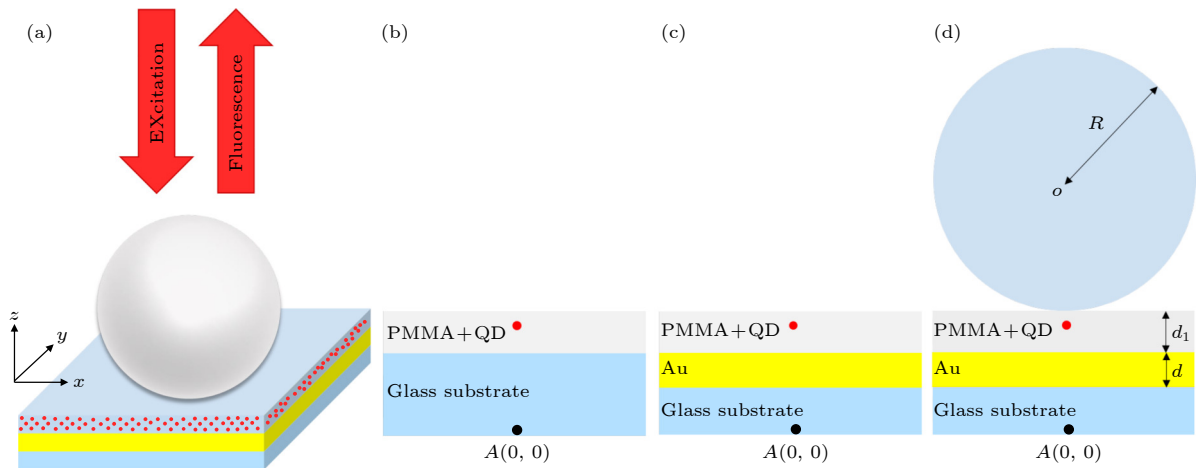 (a)
EXcitation
Fluorescence
z
y
x
(b)
PMMA+QD
Glass substrate
A(0, 0)
(c)
PMMA+QD
Au
Glass substrate
A(0, 0)
(d)
R
o
PMMA+QD
d₁
Au
d
Glass substrate
A(0, 0)